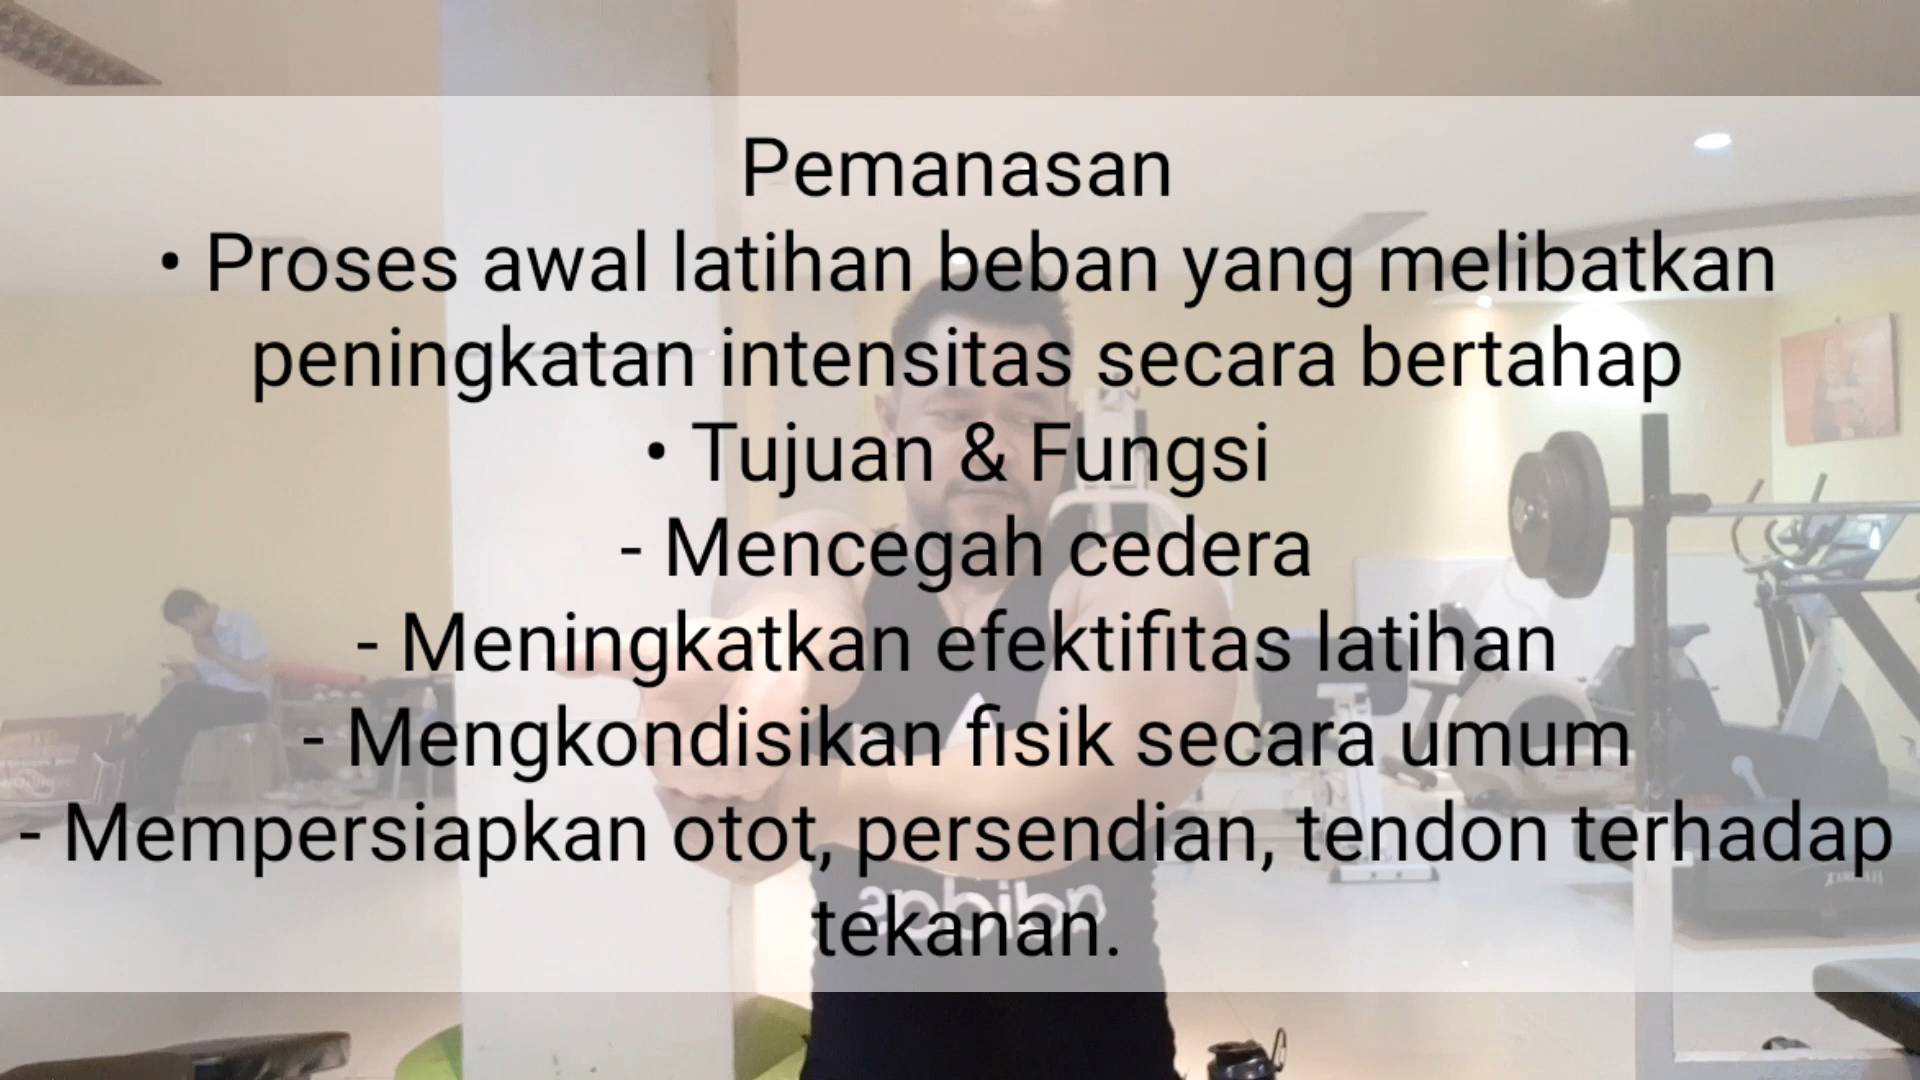 Pemanasan
• Proses awal latihan beban yang melibatkan
peningkatan intensitas secara bertahap
• Tujuan & Fungsi
- Mencegah cedera
- Meningkatkan efektifitas latihan
- Mengkondisikan fisik secara umum
- Mempersiapkan otot, persendian, tendon terhadap
tekanan.
adidas